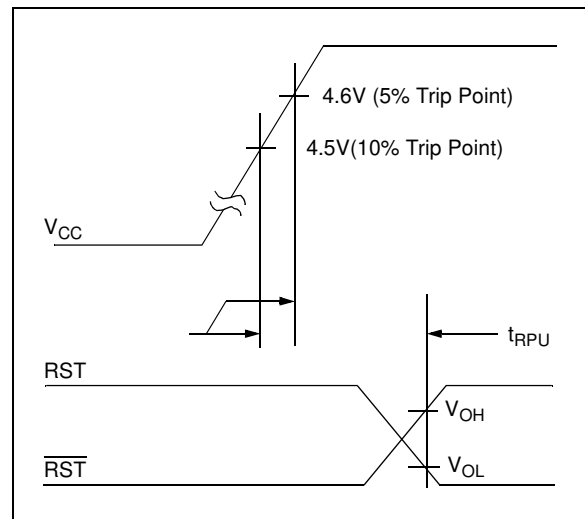 4.6V (5% Trip Point)
4.5V(10% Trip Point)
VCC
tRPU
RST
VOH
RST
VOL